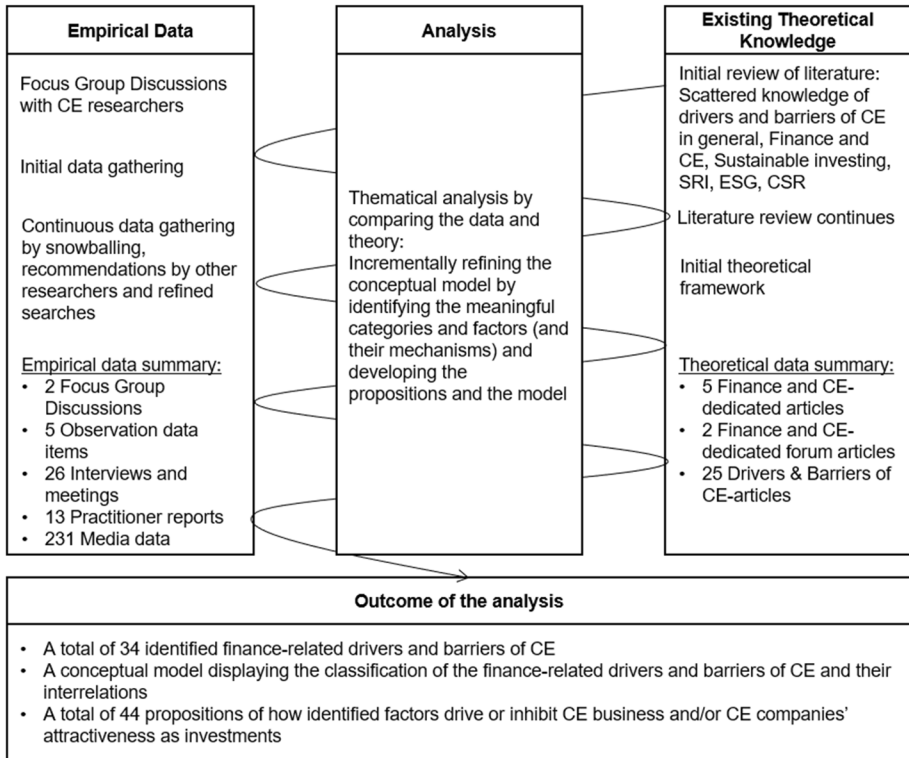 Empirical Data
Focus Group Discussions
with CE researchers
Initial data gathering
Continuous data gathering
by snowballing,
recommendations by other
researchers and refined
searches
Empirical data summary:
• 2 Focus Group
Discussions
• 5 Observation data
items
• 26 Interviews and
meetings
• 13 Practitioner reports
• 231 Media data
Analysis
Thematical analysis by
comparing the data and
theory:
Incrementally refining the
conceptual model by
identifying the meaningful
categories and factors (and
their mechanisms) and
developing the
propositions and the model
Existing Theoretical
Knowledge
Initial review of literature:
Scattered knowledge of
drivers and barriers of CE
in general, Finance and
CE, Sustainable investing,
SRI, ESG, CSR
Literature review continues
Initial theoretical
framework
Theoretical data summary:
• 5 Finance and CE-
dedicated articles
• 2 Finance and CE-
dedicated forum articles
• 25 Drivers & Barriers of
CE-articles
Outcome of the analysis
• A total of 34 identified finance-related drivers and barriers of CE
• A conceptual model displaying the classification of the finance-related drivers and barriers of CE and their
interrelations
• A total of 44 propositions of how identified factors drive or inhibit CE business and/or CE companies’
attractiveness as investments